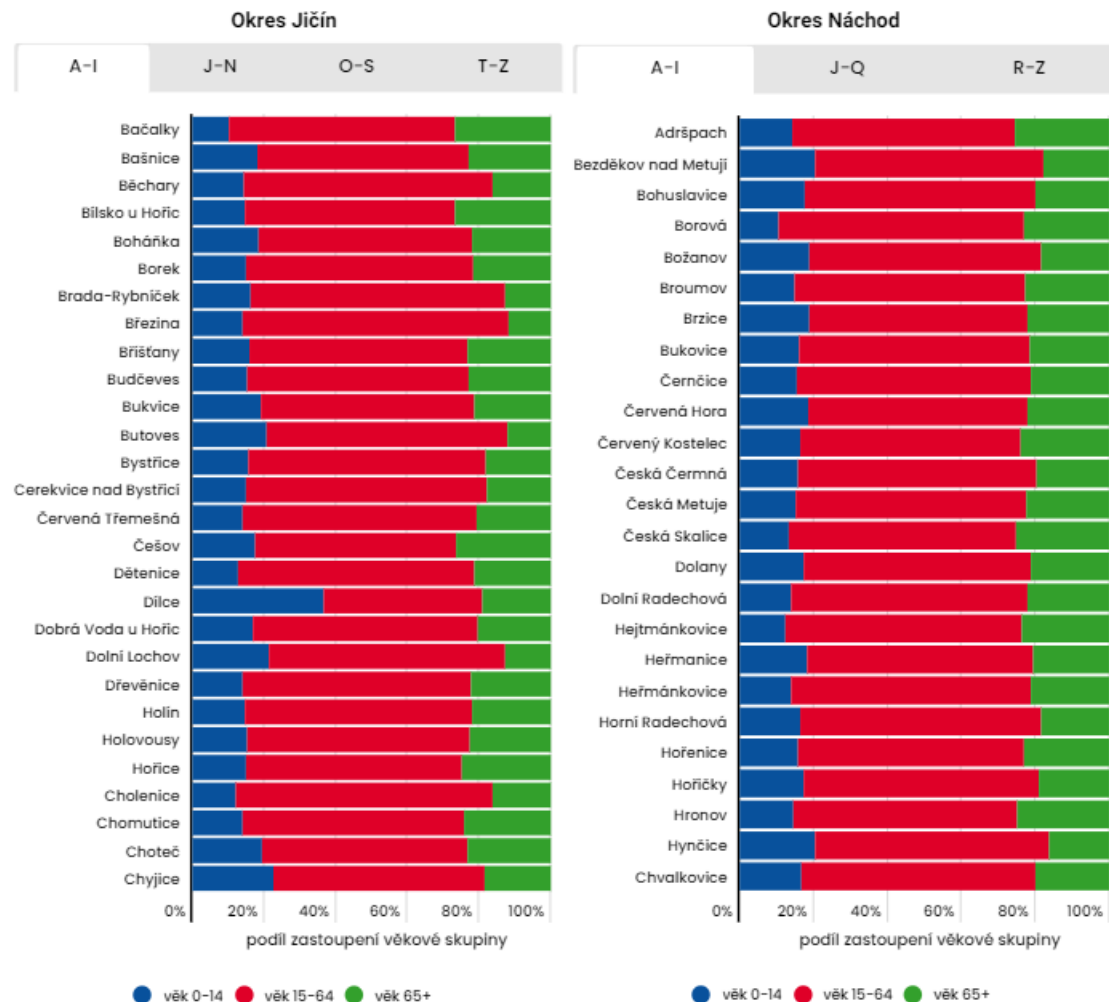 Okres Jičín
A-I J-N O-S T-Z
Bačalky
Bašnice
Běchary
Bílsko u Hořic
Boháňka
Borek
Brada-Rybníček
Březina
Bříšťany
Budčeves
Bukvice
Butoves
Bystřice
Cerekvice nad Bystřicí
Červená Třemešná
Češov
Dětenice
Dílce
Dobrá Voda u Hořic
Dolní Lochov
Dřevěnice
Holín
Holovousy
Hořice
Cholenice
Chomutice
Choteč
Chyjice
0% 20% 40% 60% 80% 100%
podíl zastoupení věkové skupiny
věk 0-14 věk 15-64 věk 65+
Okres Náchod
A-I J-Q R-Z
Adršpach
Bezděkov nad Metují
Bohuslavice
Borová
Božanov
Broumov
Brzice
Bukovice
Černčice
Červená Hora
Červený Kostelec
Česká Čermná
Česká Metuje
Česká Skalice
Dolany
Dolní Radechová
Hejtmánkovice
Heřmanice
Heřmánkovice
Horní Radechová
Hořenice
Hořičky
Hronov
Hynčice
Chvalkovice
0% 20% 40% 60% 80% 100%
podíl zastoupení věkové skupiny
věk 0-14 věk 15-64 věk 65+